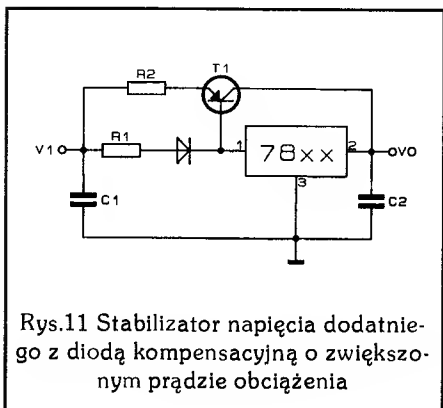 R2
T1
V1
R1
1
78xx
2
VO
3
C1
C2
Rys.11 Stabilizator napięcia dodatnie-
go z diodą kompensacyjną o zwiększo-
nym prądzie obciążenia